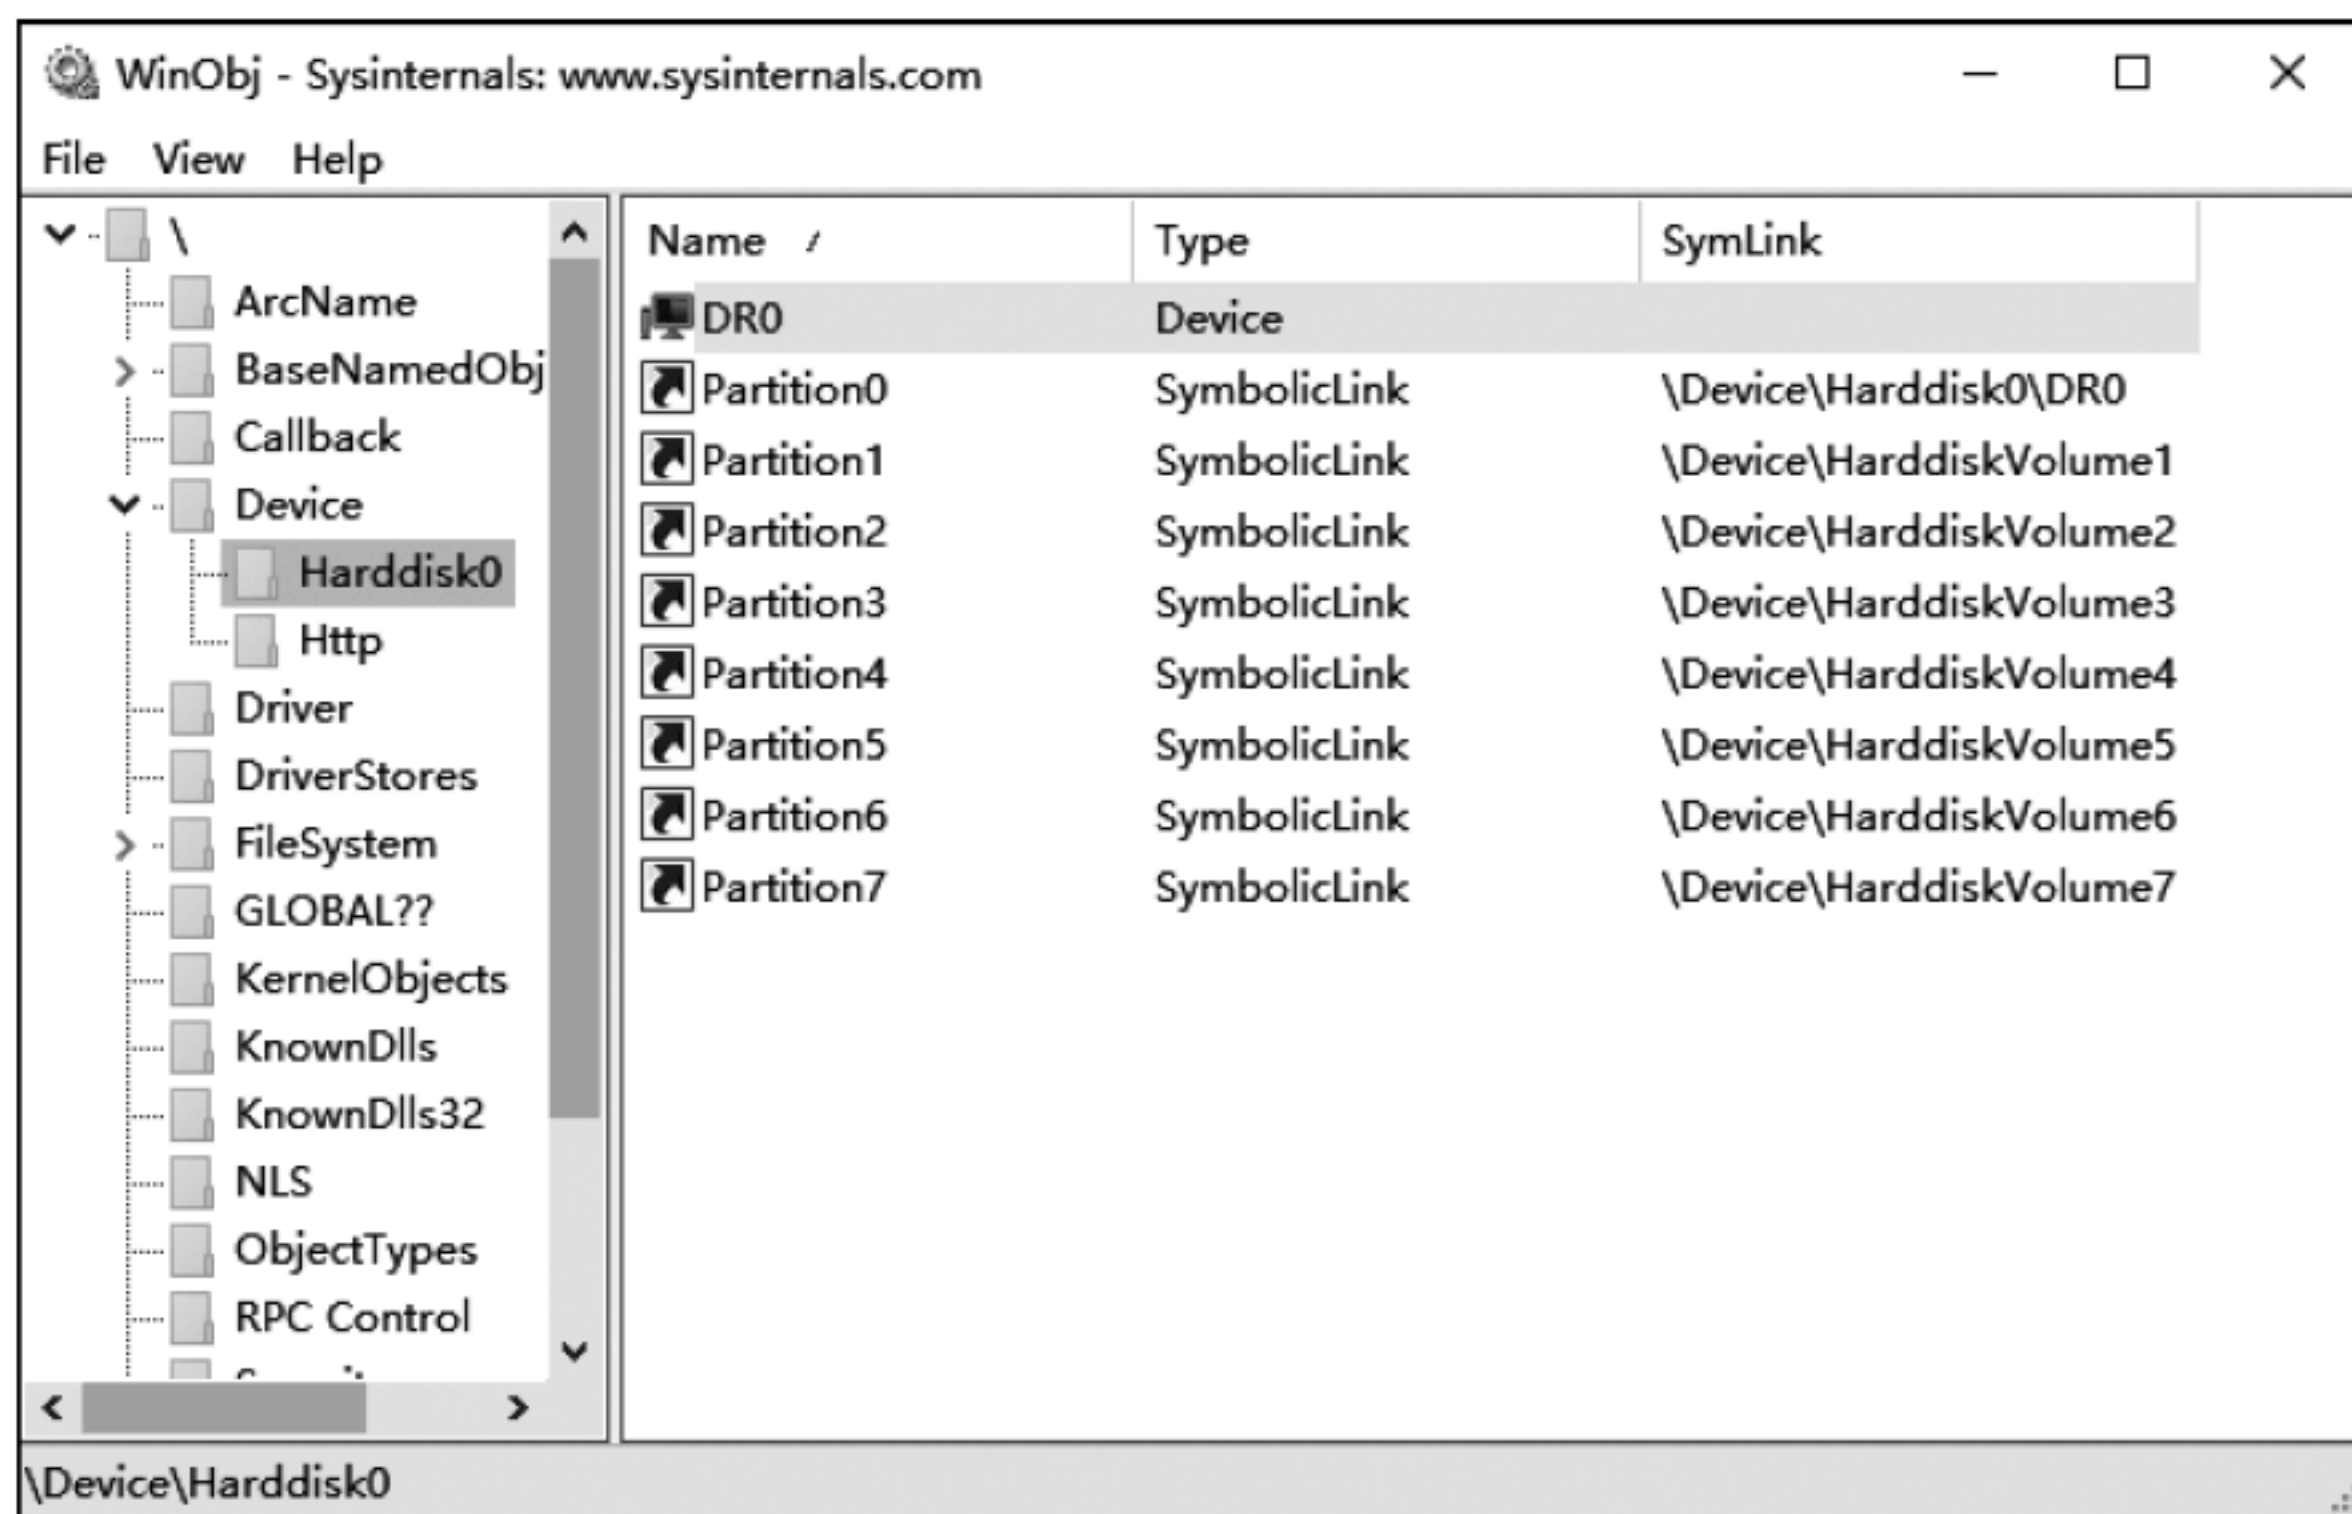 WinObj - Sysinternals: www.sysinternals.com
File View Help
\
ArcName
BaseNamedObj
Callback
Device
Harddisk0
Http
Driver
DriverStores
FileSystem
GLOBAL??
KernelObjects
KnownDlls
KnownDlls32
NLS
ObjectTypes
RPC Control
Name Type SymLink
DR0 Device
Partition0 SymbolicLink \Device\Harddisk0\DR0
Partition1 SymbolicLink \Device\HarddiskVolume1
Partition2 SymbolicLink \Device\HarddiskVolume2
Partition3 SymbolicLink \Device\HarddiskVolume3
Partition4 SymbolicLink \Device\HarddiskVolume4
Partition5 SymbolicLink \Device\HarddiskVolume5
Partition6 SymbolicLink \Device\HarddiskVolume6
Partition7 SymbolicLink \Device\HarddiskVolume7
\Device\Harddisk0